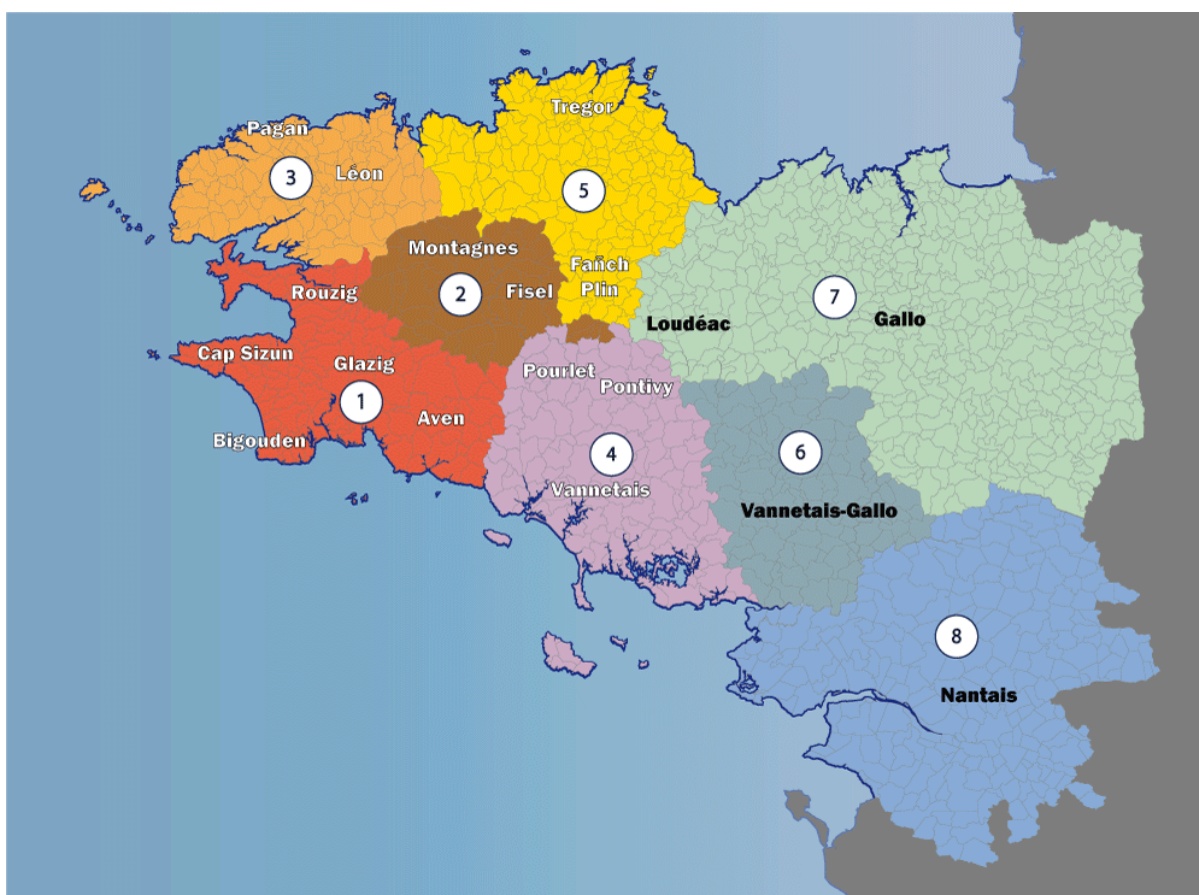 Tregor
Pagan
Léon
3
5
Montagnes
Fañch
Plin
Rouzig
2
Fisel
7
Loudéac
Gallo
Cap Sizun
Glazig
Pourlet
Pontivy
1
Aven
Bigouden
4
6
Vannetais
Vannetais-Gallo
8
Nantais